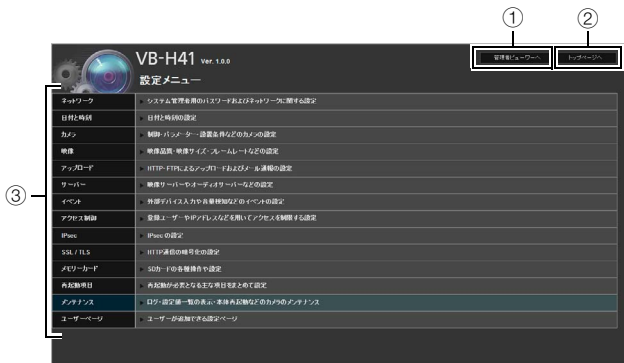 ①
②
VB-H41 Ver. 1.0.0
管理者ビューワーへ
トップページへ
設定メニュー
③
ネットワーク システム管理者用のパスワードおよびネットワークに関する設定
日付と時刻 日付と時刻の設定
カメラ 制御・パラメーター・設置条件などのカメラの設定
映像 映像品質・映像サイズ・フレームレートなどの設定
アップロード HTTP・FTPによるアップロードおよびメール通報の設定
サーバー 映像サーバーやオーディオサーバーなどの設定
イベント 外部デバイス入力や音量検知などのイベントの設定
アクセス制御 登録ユーザーやIPアドレスなどを用いてアクセスを制限する設定
IPsec IPsec の設定
SSL / TLS HTTP通信の暗号化の設定
メモリーカード SDカードの各種操作や設定
再起動項目 再起動が必要となる主な項目をまとめて設定
メンテナンス ログ・設定値一覧の表示・本体再起動などのカメラのメンテナンス
ユーザーページ ユーザーが追加できる設定ページ